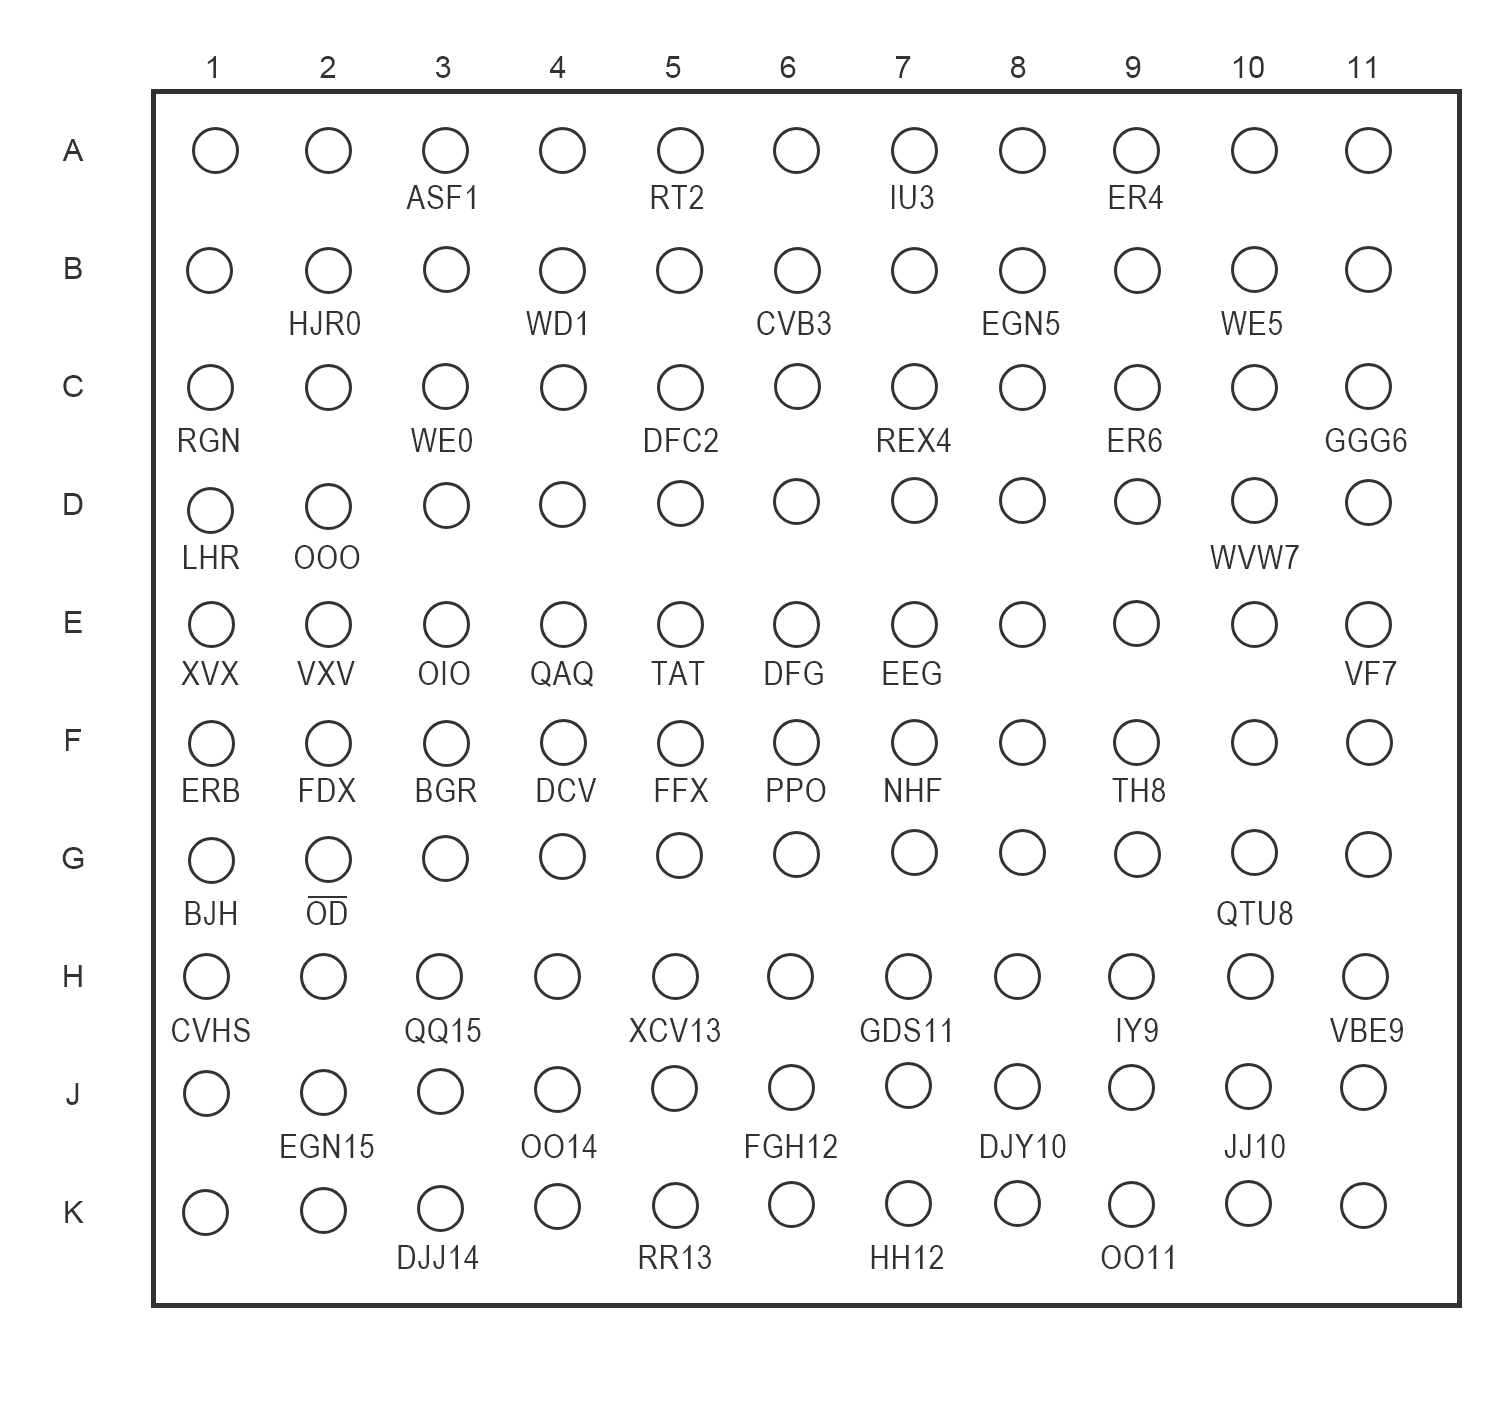 1 2 3 4 5 6 7 8 9 10 11
A
ASF1 RT2 IU3 ER4
B
HJR0 WD1 CVB3 EGN5 WE5
C
RGN WE0 DFC2 REX4 ER6 GGG6
D
LHR OOO WVW7
E
XVX VXV OIO QAQ TAT DFG EEG VF7
F
ERB FDX BGR DCV FFX PPO NHF TH8
G
BJH O̅D̅ QTU8
H
CVHS QQ15 XCV13 GDS11 IY9 VBE9
J
EGN15 OO14 FGH12 DJY10 JJ10
K
DJJ14 RR13 HH12 OO11